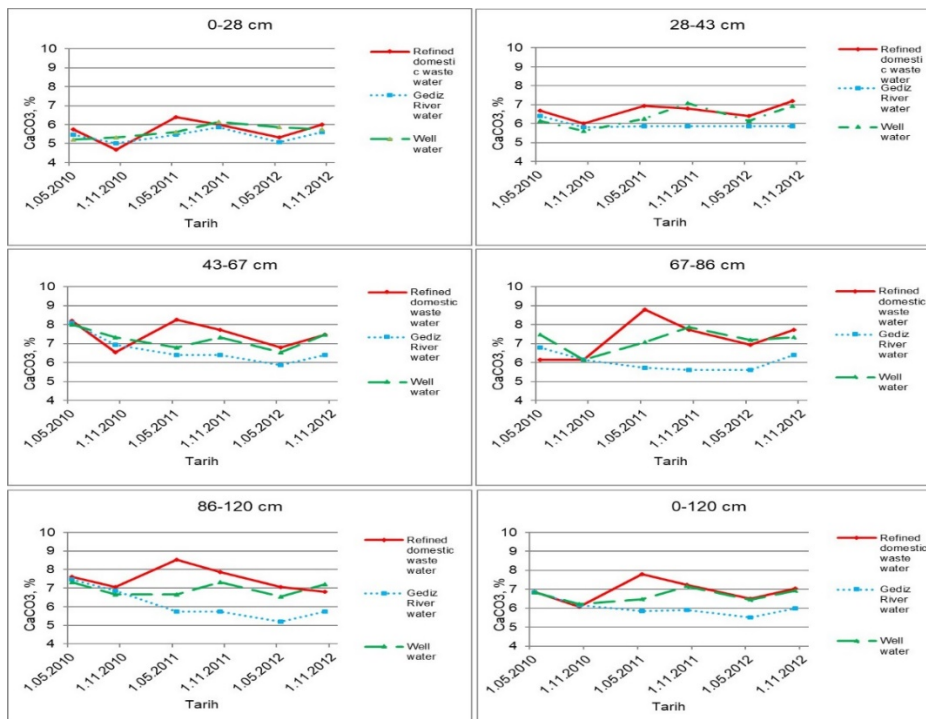 0-28 cm
10
9
8
7
6
5
4
CaCO3, %
1.05.2010
1.11.2010
1.05.2011
1.11.2011
1.05.2012
1.11.2012
Tarih
Refined
domesti
c waste
water
Gediz
River
water
Well
water
28-43 cm
10
9
8
7
6
5
4
CaCO3, %
1.05.2010
1.11.2010
1.05.2011
1.11.2011
1.05.2012
1.11.2012
Tarih
Refined
domesti
c waste
water
Gediz
River
water
Well
water
43-67 cm
10
9
8
7
6
5
4
CaCO3, %
1.05.2010
1.11.2010
1.05.2011
1.11.2011
1.05.2012
1.11.2012
Tarih
Refined
domestic
waste
water
Gediz
River
water
Well
water
67-86 cm
10
9
8
7
6
5
4
CaCO3, %
1.05.2010
1.11.2010
1.05.2011
1.11.2011
1.05.2012
1.11.2012
Tarih
Refined
domestic
waste
water
Gediz
River
water
Well
water
86-120 cm
10
9
8
7
6
5
4
CaCO3, %
1.05.2010
1.11.2010
1.05.2011
1.11.2011
1.05.2012
1.11.2012
Tarih
Refined
domestic
waste
water
Gediz
River
water
Well
water
0-120 cm
10
9
8
7
6
5
4
CaCO3, %
1.05.2010
1.11.2010
1.05.2011
1.11.2011
1.05.2012
1.11.2012
Tarih
Refined
domestic
waste
water
Gediz
River
water
Well
water